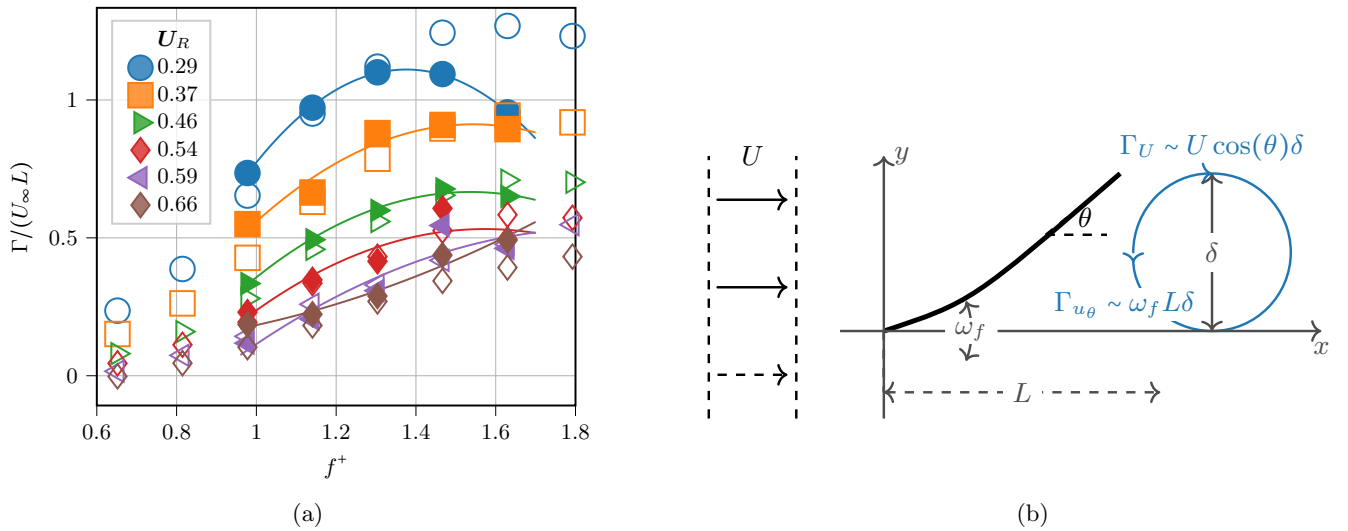 U_R
0.29
0.37
0.46
0.54
0.59
0.66
1
0.5
0
0.6 0.8 1 1.2 1.4 1.6 1.8
Γ/(U_∞L)
f⁺
(a)
U
y
θ
Γ_U ~ U cos(θ)δ
δ
Γ_{u_θ} ~ ω_f Lδ
ω_f
x
L
(b)